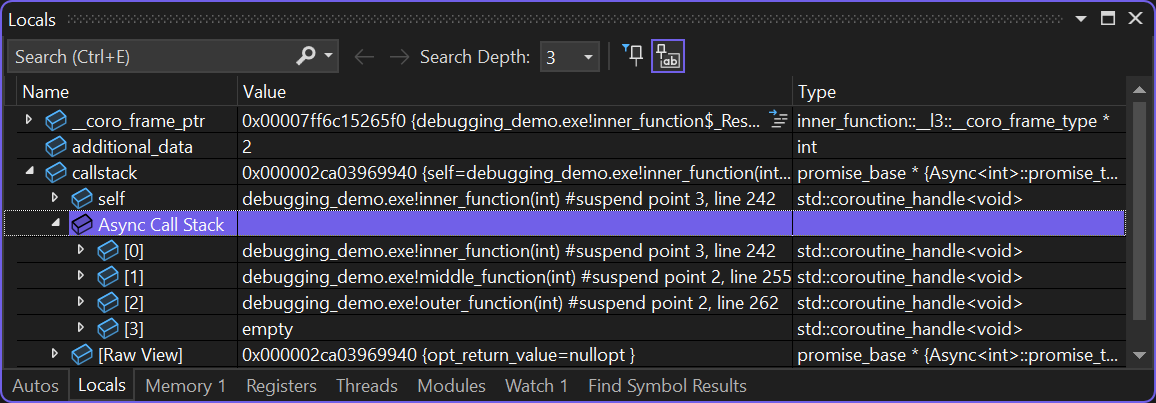 Locals
Search (Ctrl+E) Search Depth: 3
Name Value Type
__coro_frame_ptr 0x00007ff6c15265f0 {debugging_demo.exe!inner_function$_Res... inner_function::__l3::__coro_frame_type *
additional_data 2 int
callstack 0x000002ca03969940 {self=debugging_demo.exe!inner_function(int... promise_base * {Async<int>::promise_t...
self debugging_demo.exe!inner_function(int) #suspend point 3, line 242 std::coroutine_handle<void>
Async Call Stack
[0] debugging_demo.exe!inner_function(int) #suspend point 3, line 242 std::coroutine_handle<void>
[1] debugging_demo.exe!middle_function(int) #suspend point 2, line 255 std::coroutine_handle<void>
[2] debugging_demo.exe!outer_function(int) #suspend point 2, line 262 std::coroutine_handle<void>
[3] empty std::coroutine_handle<void>
[Raw View] 0x000002ca03969940 {opt_return_value=nullopt } promise_base * {Async<int>::promise_t...
Autos Locals Memory 1 Registers Threads Modules Watch 1 Find Symbol Results